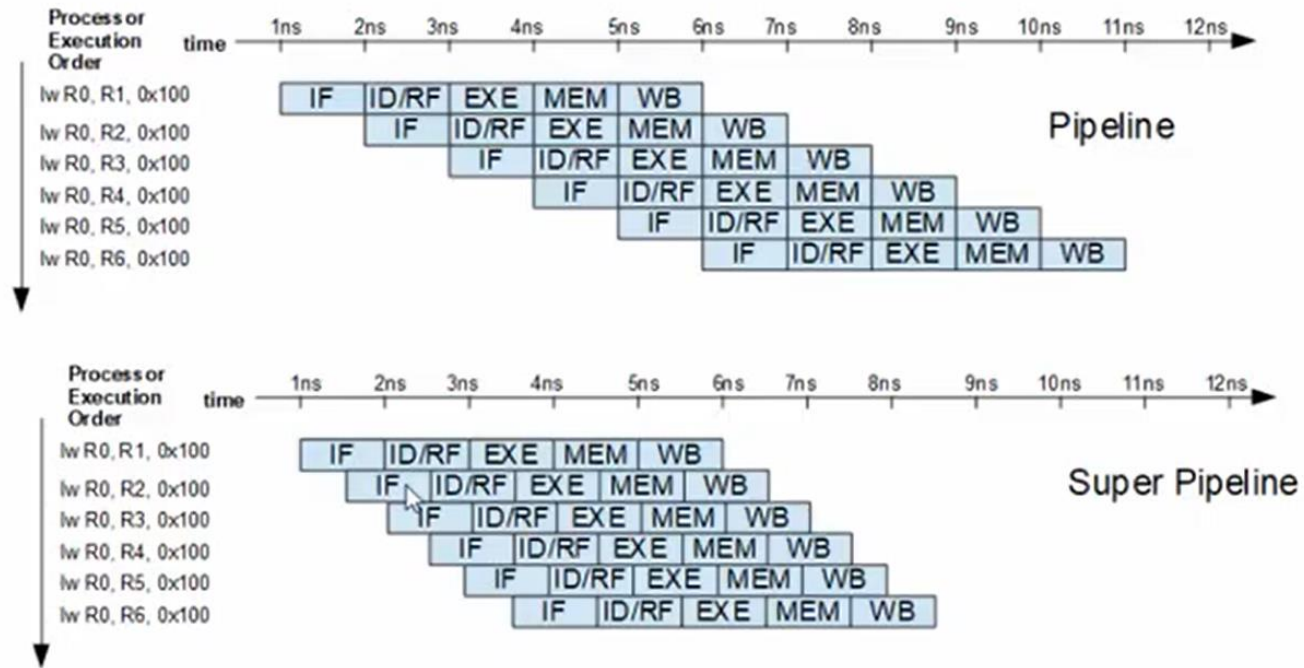 Processor
Execution
Order
time 1ns 2ns 3ns 4ns 5ns 6ns 7ns 8ns 9ns 10ns 11ns 12ns
lw R0, R1, 0x100 IF ID/RF EXE MEM WB
lw R0, R2, 0x100 IF ID/RF EXE MEM WB
lw R0, R3, 0x100 IF ID/RF EXE MEM WB
lw R0, R4, 0x100 IF ID/RF EXE MEM WB
lw R0, R5, 0x100 IF ID/RF EXE MEM WB
lw R0, R6, 0x100 IF ID/RF EXE MEM WB
Pipeline
Processor
Execution
Order
time 1ns 2ns 3ns 4ns 5ns 6ns 7ns 8ns 9ns 10ns 11ns 12ns
lw R0, R1, 0x100 IF ID/RF EXE MEM WB
lw R0, R2, 0x100 IF ID/RF EXE MEM WB
lw R0, R3, 0x100 IF ID/RF EXE MEM WB
lw R0, R4, 0x100 IF ID/RF EXE MEM WB
lw R0, R5, 0x100 IF ID/RF EXE MEM WB
lw R0, R6, 0x100 IF ID/RF EXE MEM WB
Super Pipeline